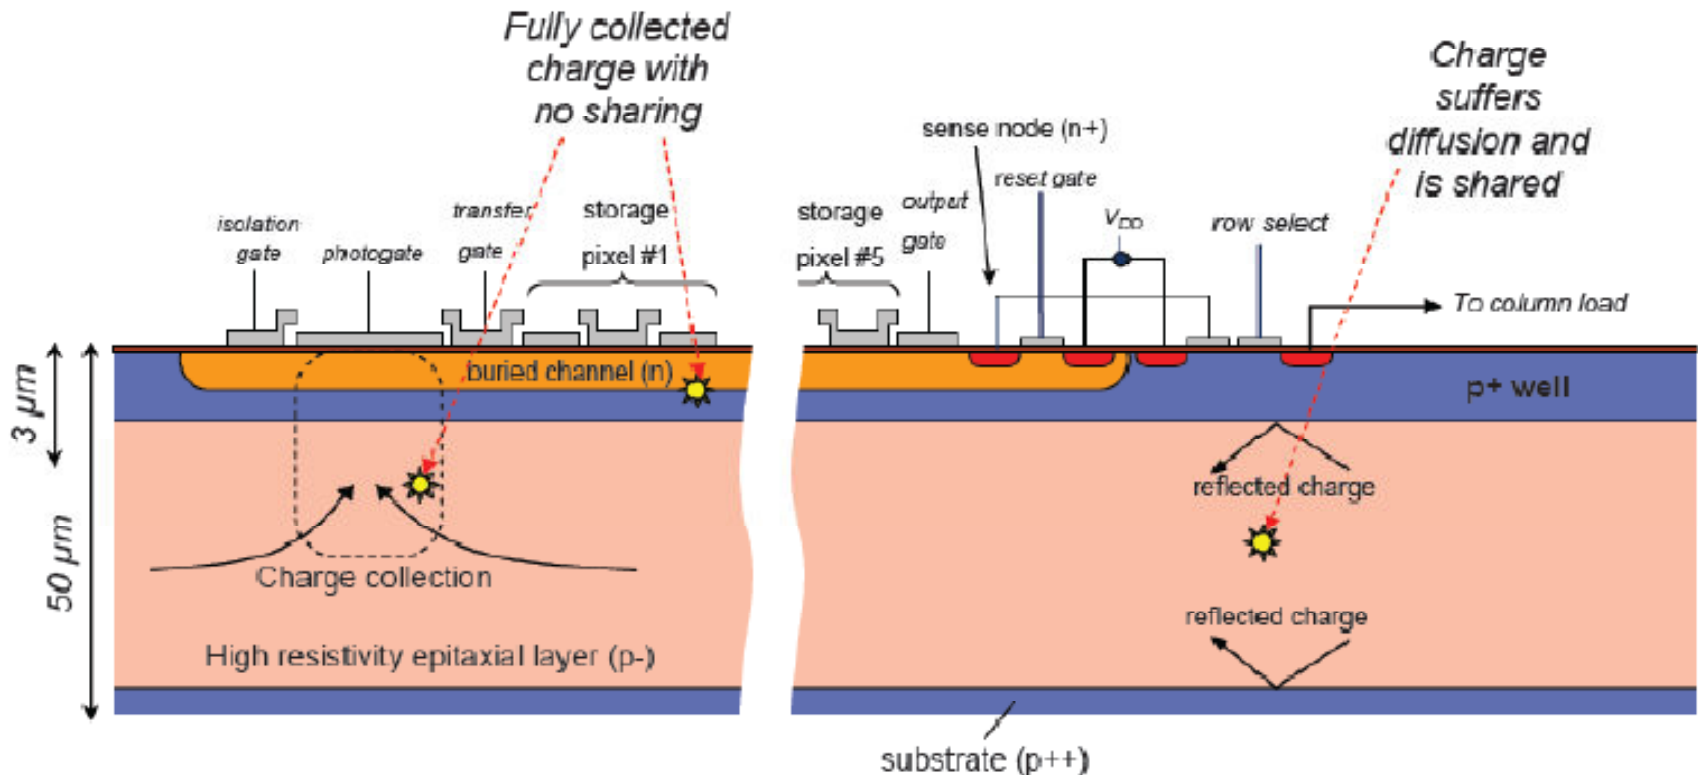 Fully collected
charge with
no sharing
Charge
suffers
diffusion and
is shared
sense node (n+)
reset gate
isolation
gate
photogate
transfer
gate
storage
pixel #1
storage
pixel #5
output
gate
VDD
row select
To column load
buried channel (n)
p+ well
3 μm
50 μm
reflected charge
Charge collection
reflected charge
High resistivity epitaxial layer (p-)
substrate (p++)